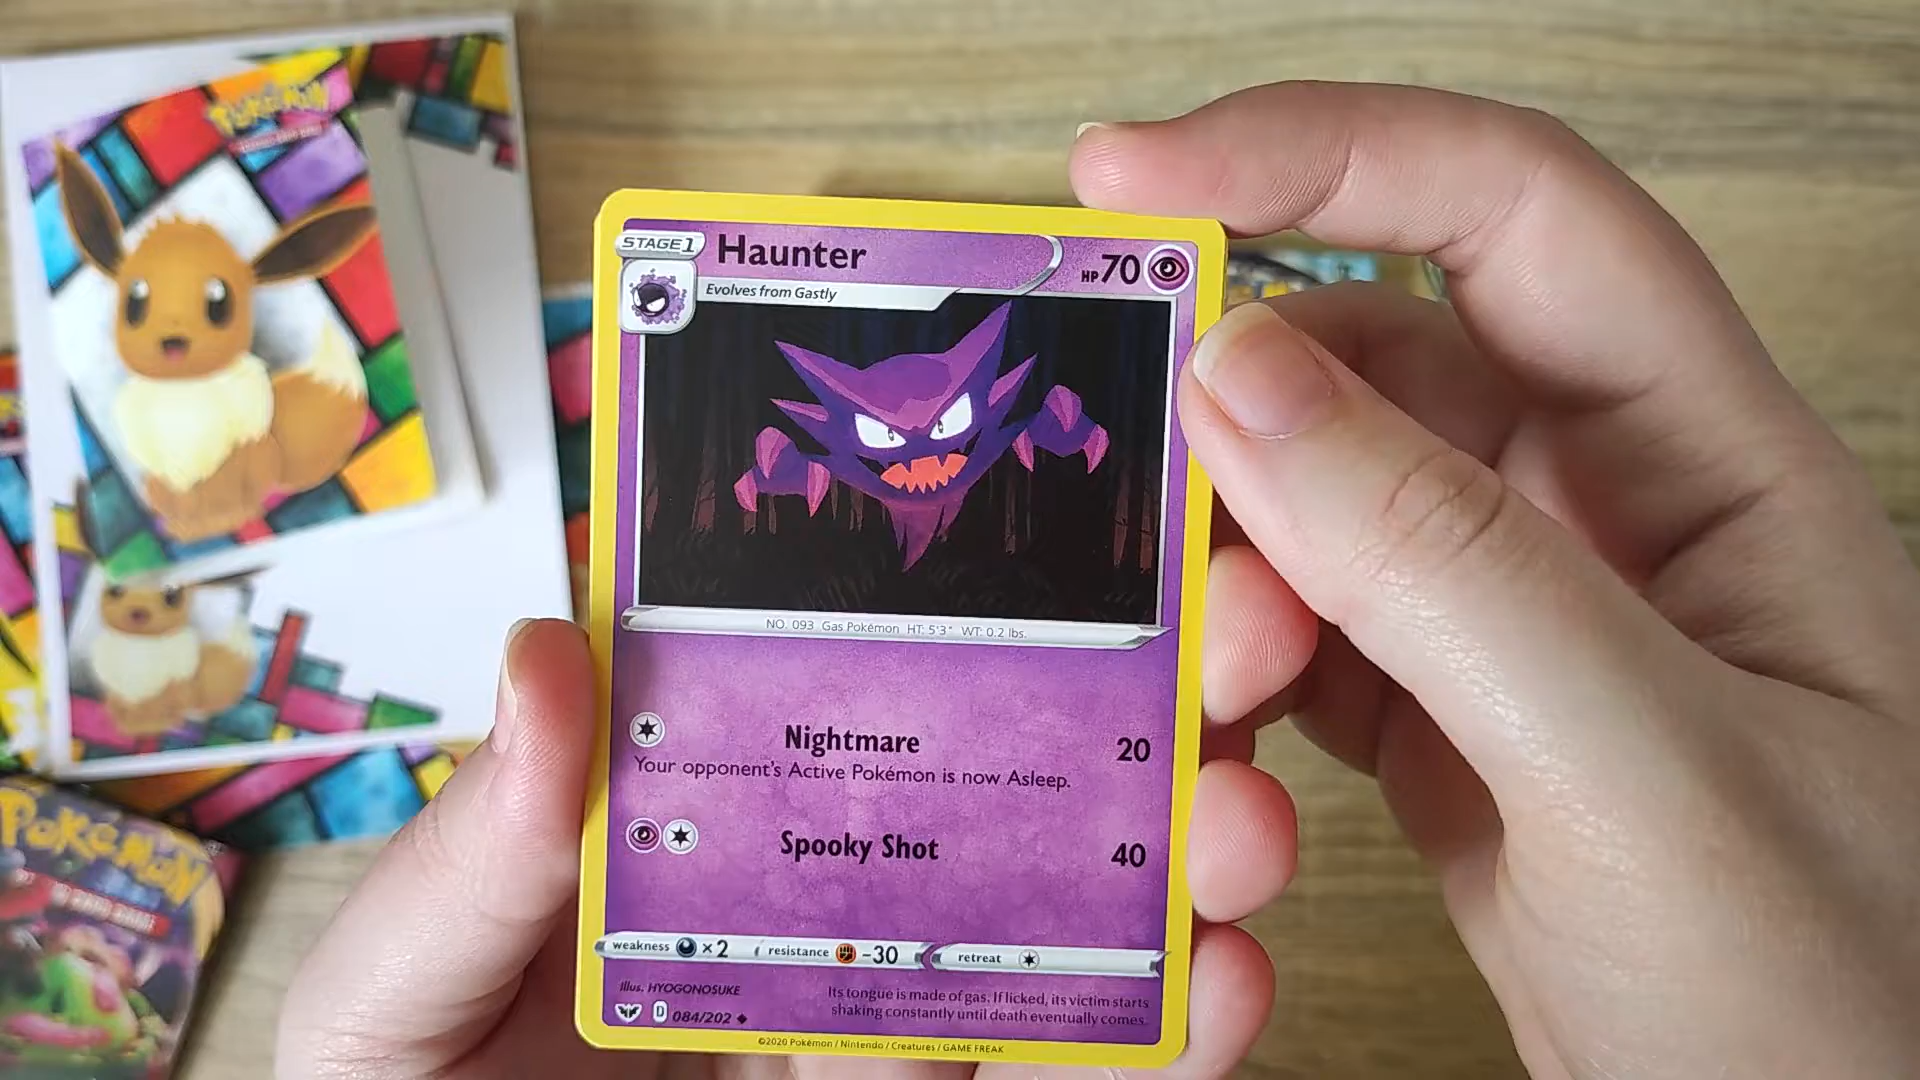 Pokémon
STAGE 1
Haunter
HP 70
Evolves from Gastly
NO. 093 Gas Pokémon HT: 5'3" WT: 0.2 lbs.
Nightmare 20
Your opponent's Active Pokémon is now Asleep.
Spooky Shot 40
weakness ×2 resistance -30 retreat
Illus. HYOGONOSUKE
Its tongue is made of gas. If licked, its victim starts
shaking constantly until death eventually comes.
D 084/202
©2020 Pokémon / Nintendo / Creatures / GAME FREAK
POKÉMON